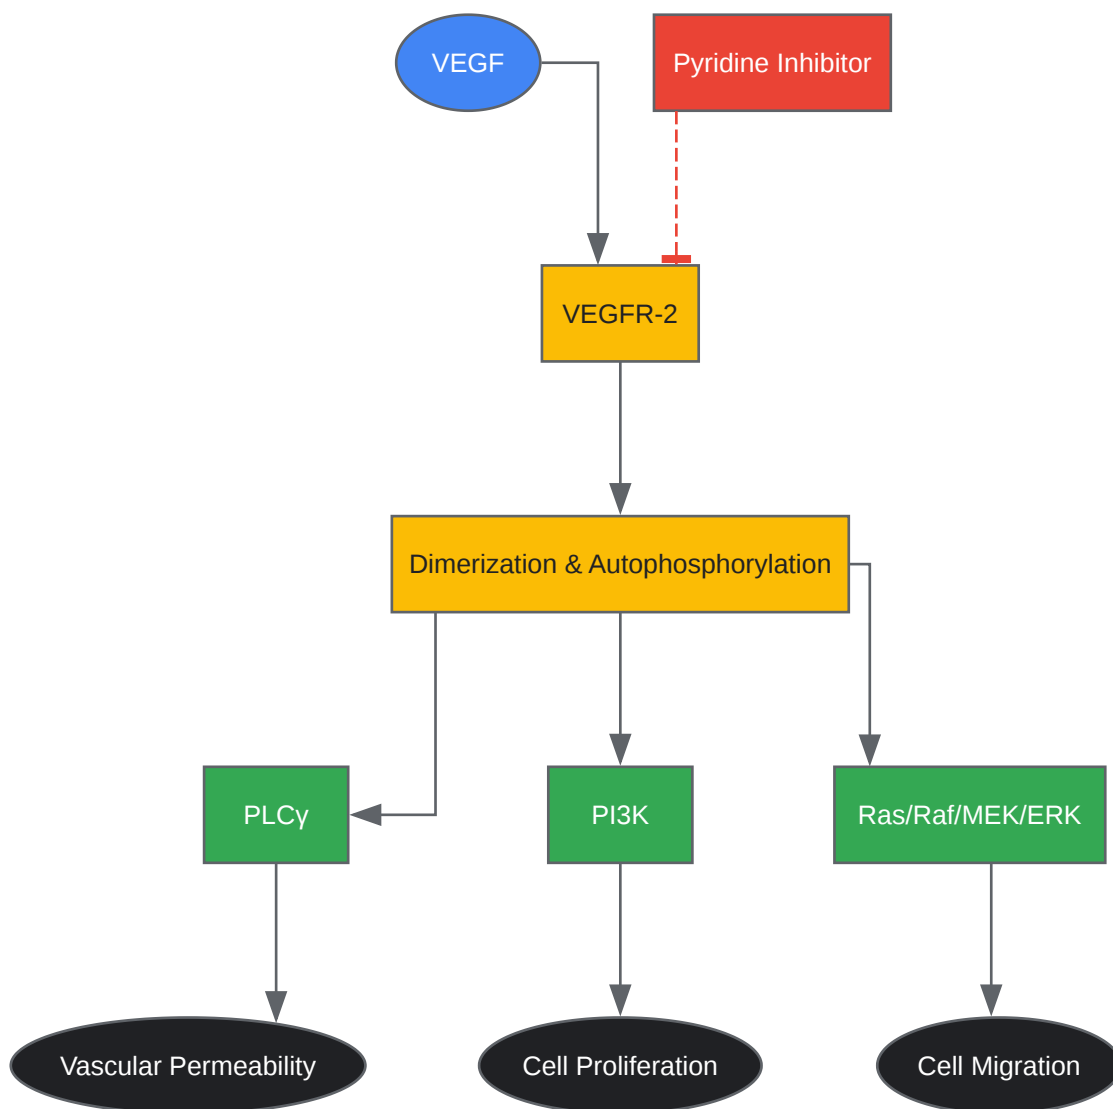 VEGF
Pyridine Inhibitor
VEGFR-2
Dimerization & Autophosphorylation
PLCγ
PI3K
Ras/Raf/MEK/ERK
Vascular Permeability
Cell Proliferation
Cell Migration